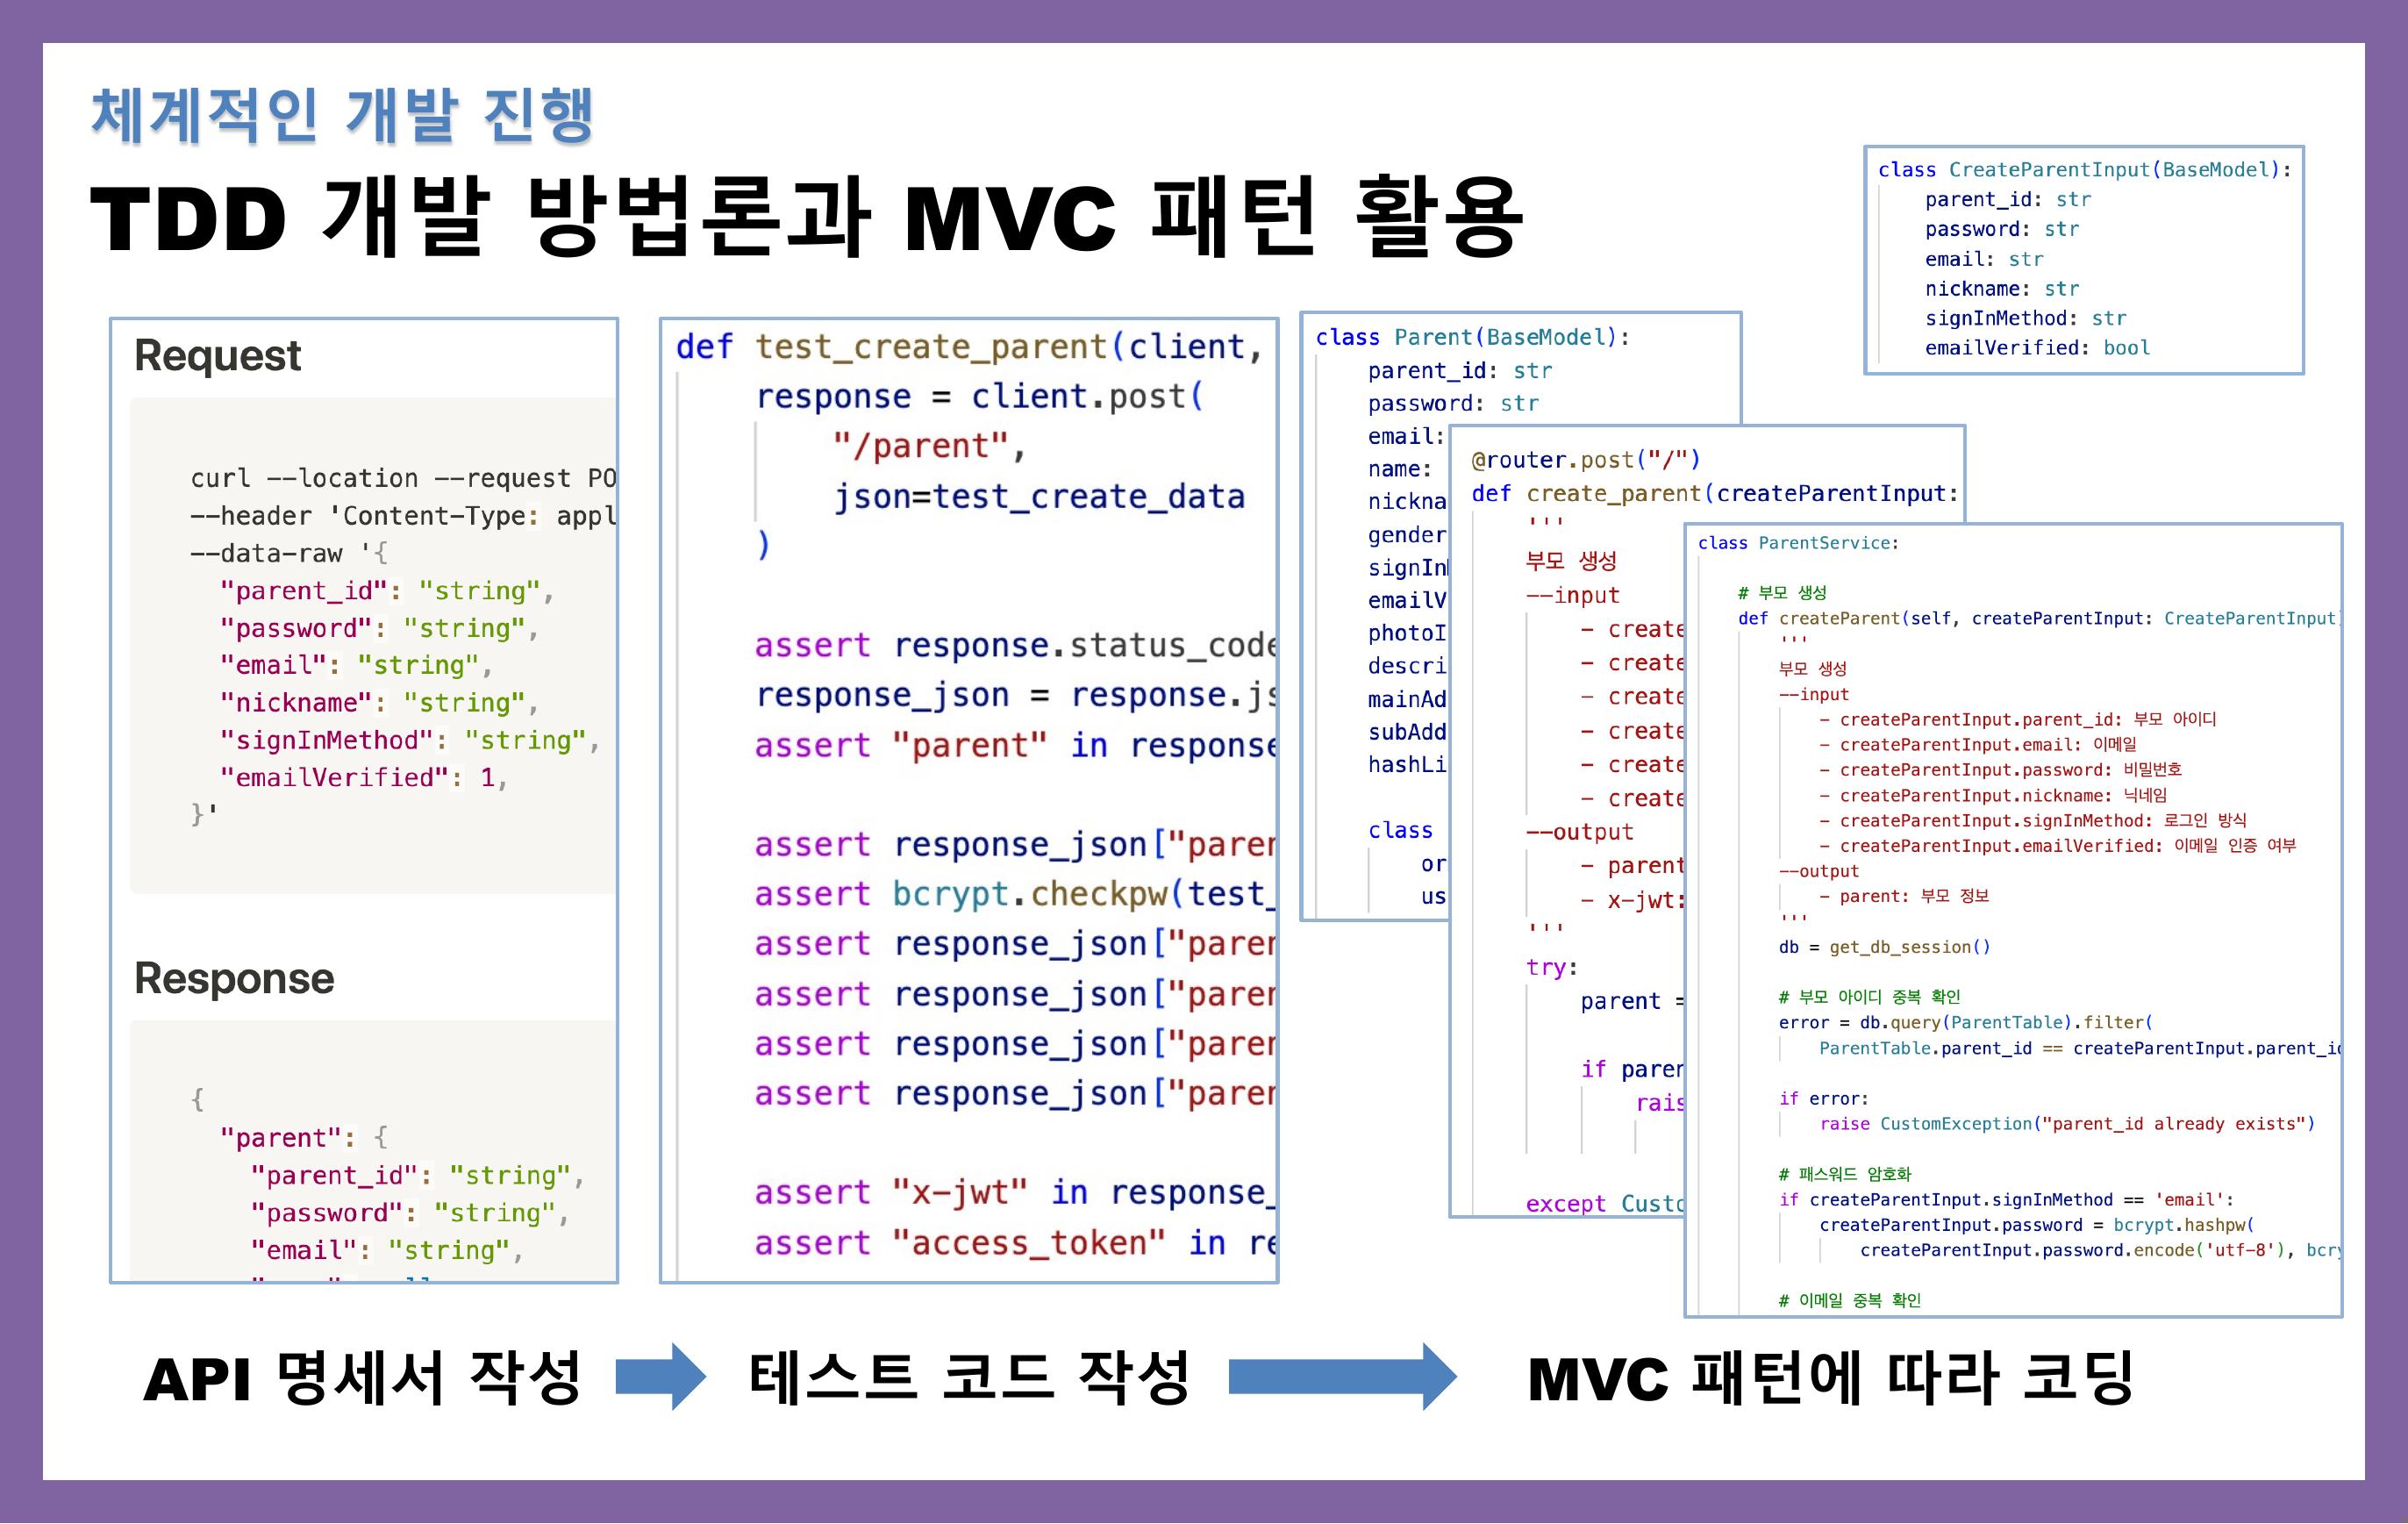 체계적인 개발 진행
TDD 개발 방법론과 MVC 패턴 활용
Request
curl --location --request PO
--header 'Content-Type: appl
--data-raw '{
"parent_id": "string",
"password": "string",
"email": "string",
"nickname": "string",
"signInMethod": "string",
"emailVerified": 1,
}'
Response
{
"parent": {
"parent_id": "string",
"password": "string",
"email": "string",
def test_create_parent(client,
response = client.post(
"/parent",
json=test_create_data
)
assert response.status_code
response_json = response.js
assert "parent" in response
assert response_json["paren
assert bcrypt.checkpw(test_
assert response_json["paren
assert response_json["paren
assert response_json["paren
assert response_json["paren
assert "x-jwt" in response_
assert "access_token" in re
class Parent(BaseModel):
parent_id: str
password: str
email:
name:
nickna
gender
signIn
emailV
photoI
descri
mainAd
subAdd
hashLi
class
or
us
@router.post("/")
def create_parent(createParentInput:
'''
부모 생성
--input
- create
- create
- create
- create
- create
- create
--output
- parent
- x-jwt:
'''
try:
parent =
if paren
rais
except Custo
class CreateParentInput(BaseModel):
parent_id: str
password: str
email: str
nickname: str
signInMethod: str
emailVerified: bool
class ParentService:
# 부모 생성
def createParent(self, createParentInput: CreateParentInput)
'''
부모 생성
--input
- createParentInput.parent_id: 부모 아이디
- createParentInput.email: 이메일
- createParentInput.password: 비밀번호
- createParentInput.nickname: 닉네임
- createParentInput.signInMethod: 로그인 방식
- createParentInput.emailVerified: 이메일 인증 여부
--output
- parent: 부모 정보
'''
db = get_db_session()
# 부모 아이디 중복 확인
error = db.query(ParentTable).filter(
ParentTable.parent_id == createParentInput.parent_id
if error:
raise CustomException("parent_id already exists")
# 패스워드 암호화
if createParentInput.signInMethod == 'email':
createParentInput.password = bcrypt.hashpw(
createParentInput.password.encode('utf-8'), bcry
# 이메일 중복 확인
API 명세서 작성
테스트 코드 작성
MVC 패턴에 따라 코딩